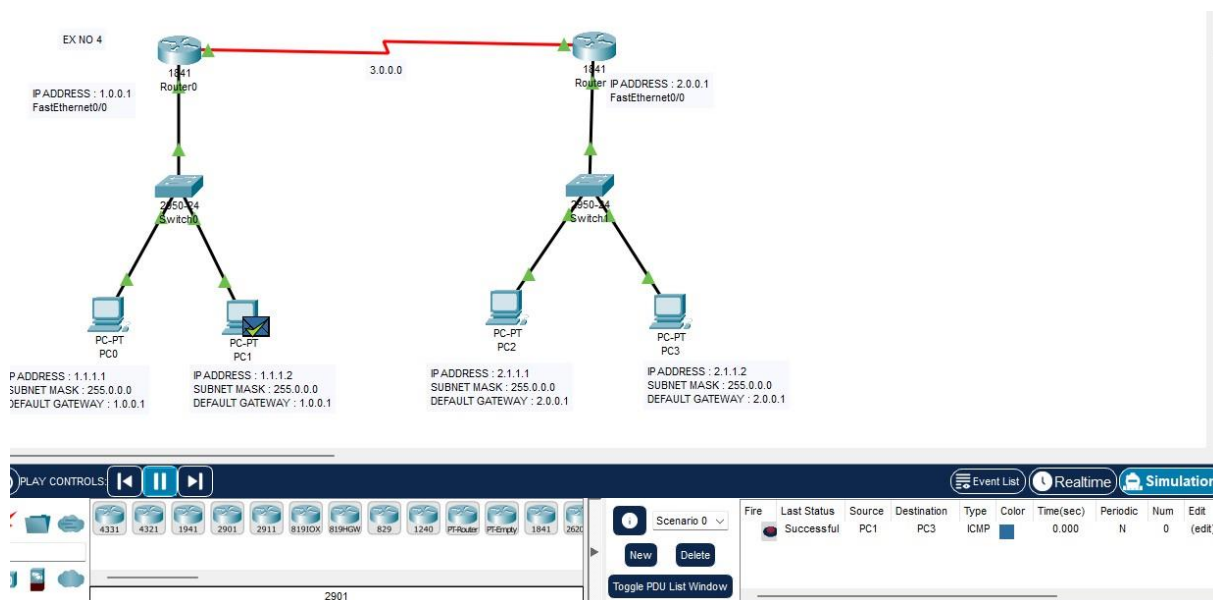 EX NO 4
1841
Router0
3.0.0.0
1841
Router
IP ADDRESS : 1.0.0.1
FastEthernet0/0
IP ADDRESS : 2.0.0.1
FastEthernet0/0
2950-24
Switch0
2950-24
Switch1
PC-PT
PC0
PC-PT
PC1
PC-PT
PC2
PC-PT
PC3
P ADDRESS : 1.1.1.1
SUBNET MASK : 255.0.0.0
DEFAULT GATEWAY : 1.0.0.1
IP ADDRESS : 1.1.1.2
SUBNET MASK : 255.0.0.0
DEFAULT GATEWAY : 1.0.0.1
IP ADDRESS : 2.1.1.1
SUBNET MASK : 255.0.0.0
DEFAULT GATEWAY : 2.0.0.1
IP ADDRESS : 2.1.1.2
SUBNET MASK : 255.0.0.0
DEFAULT GATEWAY : 2.0.0.1
PLAY CONTROLS:
Event List
Realtime
Simulation
4331 4321 1941 2901 2911 819IOX 819HGW 829 1240 PT-Router PT-Empty 1841 262
2901
Scenario 0
New Delete
Toggle PDU List Window
Fire Last Status Source Destination Type Color Time(sec) Periodic Num Edit
Successful PC1 PC3 ICMP 0.000 N 0 (edit)